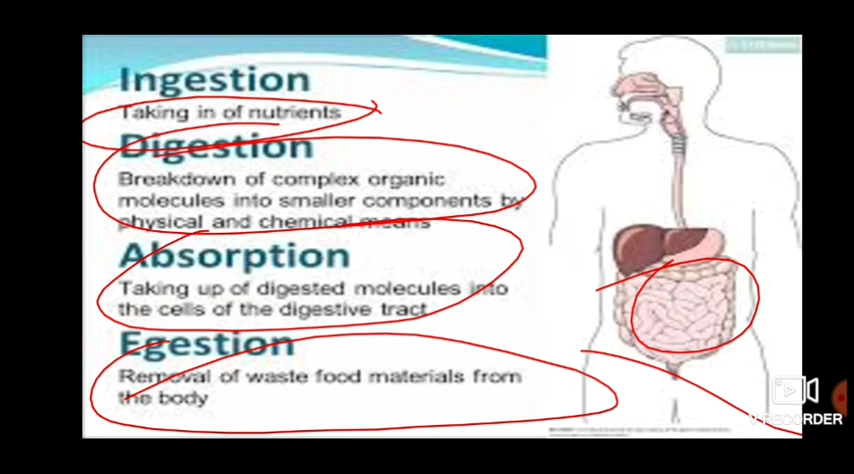 Ingestion
Taking in of nutrients
Digestion
Breakdown of complex organic
molecules into smaller components by
physical and chemical means
Absorption
Taking up of digested molecules into
the cells of the digestive tract
Egestion
Removal of waste food materials from
the body
V RECORDER